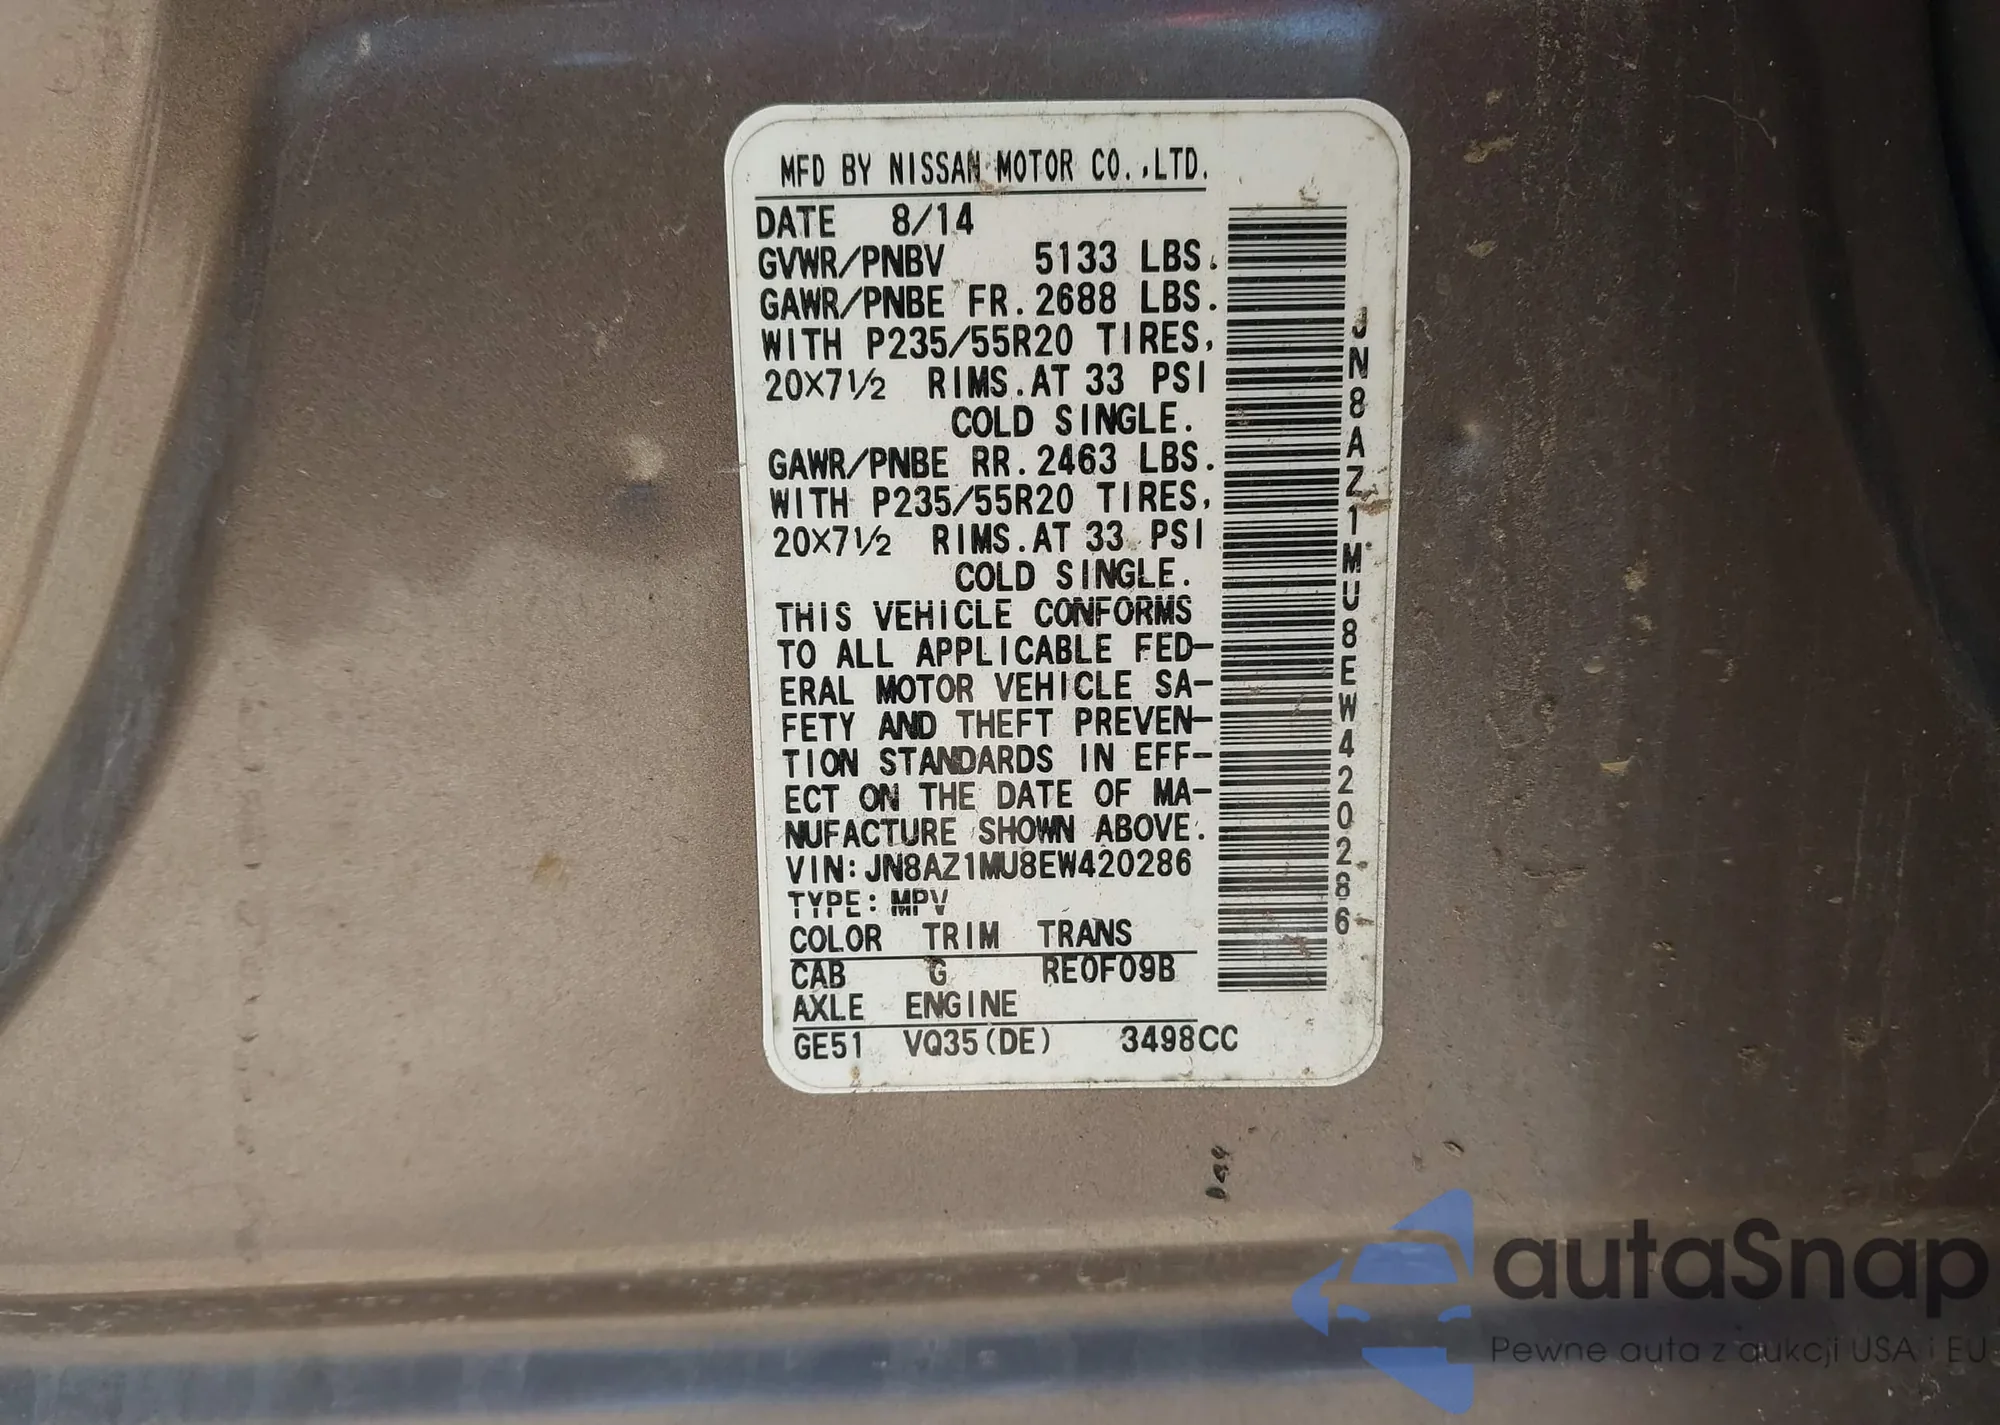 MFD BY NISSAN MOTOR CO.,LTD.
DATE 8/14
GVWR/PNBV 5133 LBS.
GAWR/PNBE FR. 2688 LBS.
WITH P235/55R20 TIRES,
20X7½ RIMS. AT 33 PSI
COLD SINGLE.
GAWR/PNBE RR. 2463 LBS.
WITH P235/55R20 TIRES,
20X7½ RIMS. AT 33 PSI
COLD SINGLE.
THIS VEHICLE CONFORMS
TO ALL APPLICABLE FED-
ERAL MOTOR VEHICLE SA-
FETY AND THEFT PREVEN-
TION STANDARDS IN EFF-
ECT ON THE DATE OF MA-
NUFACTURE SHOWN ABOVE.
VIN: JN8AZ1MU8EW420286
TYPE: MPV
COLOR TRIM TRANS
CAB G RE0F09B
AXLE ENGINE
GE51 VQ35(DE) 3498CC
JN8AZ1MU8EW420286
autaSnap
Pewne auta z aukcji USA i EU